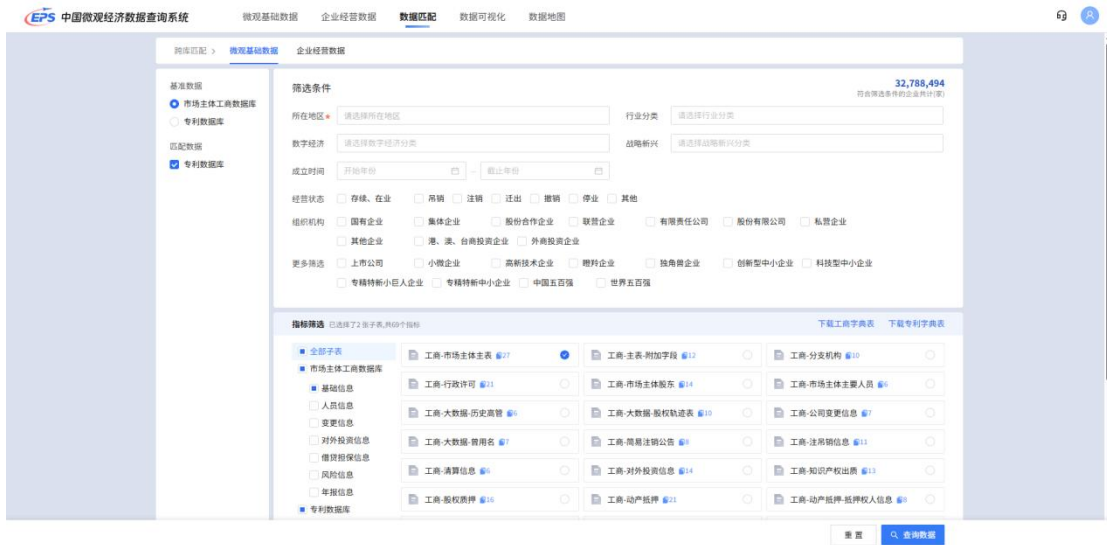 EPS 中国微观经济数据查询系统 微观基础数据 企业经营数据 数据匹配 数据可视化 数据地图
跨库匹配 > 微观基础数据 企业经营数据
基准数据
市场主体工商数据库
专利数据库
匹配数据
专利数据库
筛选条件
32,788,494
符合筛选条件的企业共计(家)
所在地区* 请选择所在地区 行业分类 请选择行业分类
数字经济 请选择数字经济分类 战略新兴 请选择战略新兴分类
成立时间 开始年份 - 截止年份
经营状态 存续、在业 吊销 注销 迁出 撤销 停业 其他
组织机构 国有企业 集体企业 股份合作企业 联营企业 有限责任公司 股份有限公司 私营企业
其他企业 港、澳、台商投资企业 外商投资企业
更多筛选 上市公司 小微企业 高新技术企业 瞪羚企业 独角兽企业 创新型中小企业 科技型中小企业
专精特新小巨人企业 专精特新中小企业 中国五百强 世界五百强
指标筛选 已选择了2 张子表,共69个指标 下载工商字典表 下载专利字典表
全部子表
市场主体工商数据库
基础信息
人员信息
变更信息
对外投资信息
借贷担保信息
风险信息
年报信息
专利数据库
工商-市场主体主表 27 工商-主表-附加字段 12 工商-分支机构 10
工商-行政许可 21 工商-市场主体股东 14 工商-市场主体主要人员 6
工商-大数据-历史高管 6 工商-大数据-股权轨迹表 10 工商-公司变更信息 7
工商-大数据-曾用名 7 工商-简易注销公告 8 工商-注吊销信息 11
工商-清算信息 6 工商-对外投资信息 14 工商-知识产权出质 13
工商-股权质押 16 工商-动产抵押 21 工商-动产抵押-抵押权人信息 8
重置 查询数据